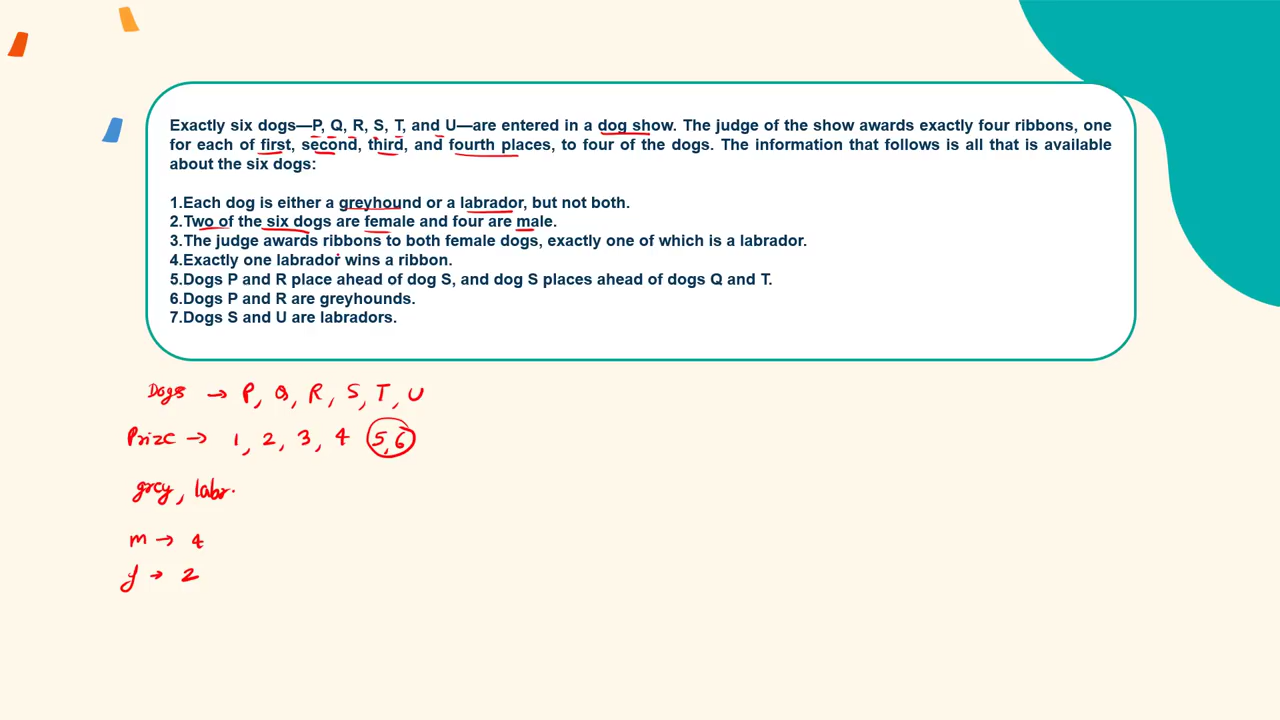 Exactly six dogs—P, Q, R, S, T, and U—are entered in a dog show. The judge of the show awards exactly four ribbons, one
for each of first, second, third, and fourth places, to four of the dogs. The information that follows is all that is available
about the six dogs:
1.Each dog is either a greyhound or a labrador, but not both.
2.Two of the six dogs are female and four are male.
3.The judge awards ribbons to both female dogs, exactly one of which is a labrador.
4.Exactly one labrador wins a ribbon.
5.Dogs P and R place ahead of dog S, and dog S places ahead of dogs Q and T.
6.Dogs P and R are greyhounds.
7.Dogs S and U are labradors.
Dogs → P, Q, R, S, T, U
Prize → 1, 2, 3, 4 5,6
grey, labr.
m → 4
f → 2